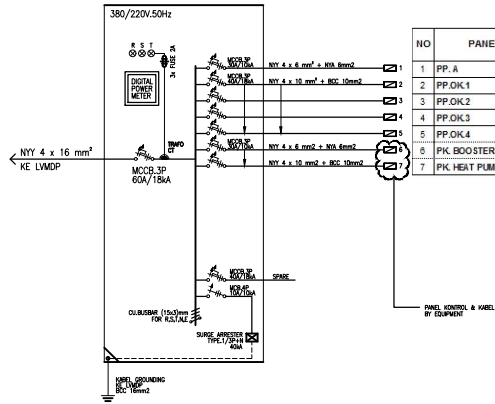 380/220V.50Hz
R S T
3x FUSE 2A
DIGITAL
POWER
METER
MCCB.3P
30A/10kA
NYY 4 x 6 mm² + NYA 6mm2
1
MCCB.3P
40A/18kA
NYY 4 x 10 mm² + BCC 10mm2
2
3
4
5
MCCB.3P
30A/10kA
NYY 4 x 6 mm2 + NYA 6mm2
6
NYY 4 x 10 mm2 + BCC 10mm2
7
TRAFO
CT
NYY 4 x 16 mm²
KE LVMDP
MCCB.3P
60A/18kA
MCCB.3P
40A/18kA
SPARE
MCB.4P
10A/10kA
CU.BUSBAR (15x3)mm
FOR R,S,T,N,E
SURGE ARRESTER
TYPE.1/3P+N
40kA
PANEL KONTROL & KABEL
BY EQUIPMENT
KABEL GROUNDING
KE LVMDP
BCC 16mm2
NO PANE
1 PP. A
2 PP.OK.1
3 PP.OK.2
4 PP.OK.3
5 PP.OK.4
6 PK. BOOSTER
7 PK. HEAT PUM